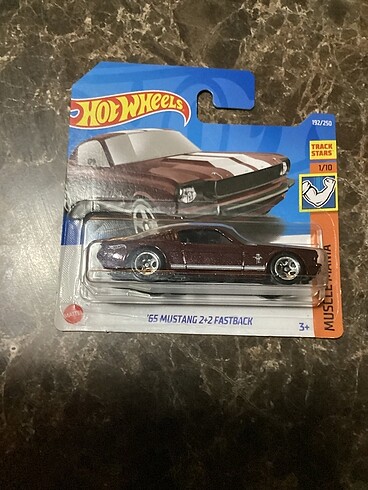 HOT WHEELS
192/250
TRACK
STARS
1/10
MUSCLE MANIA
'65 MUSTANG 2+2 FASTBACK
3+